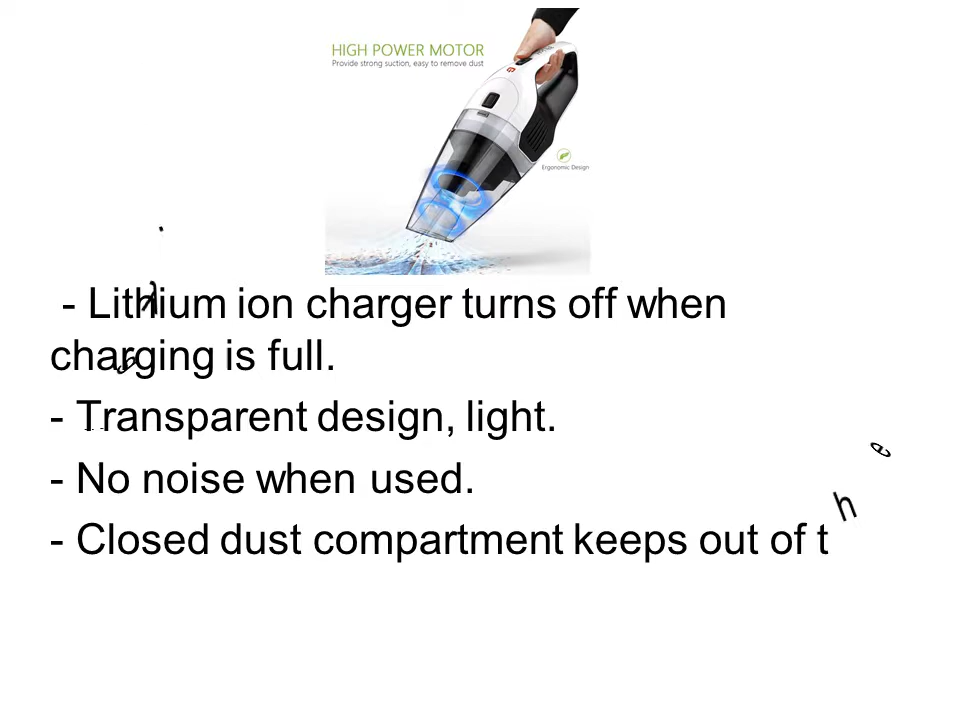 HIGH POWER MOTOR
Provide strong suction, easy to remove dust
Ergonomic Design
- Lithium ion charger turns off when
charging is full.
- Transparent design, light.
- No noise when used.
- Closed dust compartment keeps out of the